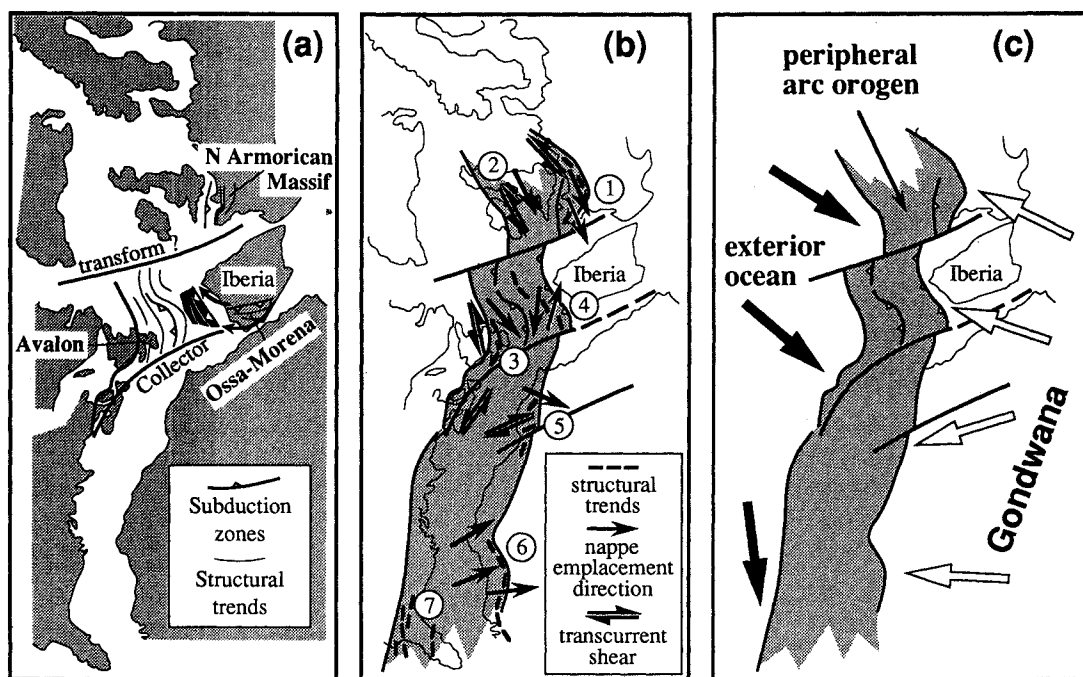 (a)
N Armorican
Massif
transform ?
Iberia
Avalon
Collector
Ossa-Morena
Subduction
zones
Structural
trends
(b)
2
1
Iberia
4
3
5
6
7
structural
trends
nappe
emplacement
direction
transcurrent
shear
(c)
peripheral
arc orogen
exterior
ocean
Iberia
Gondwana